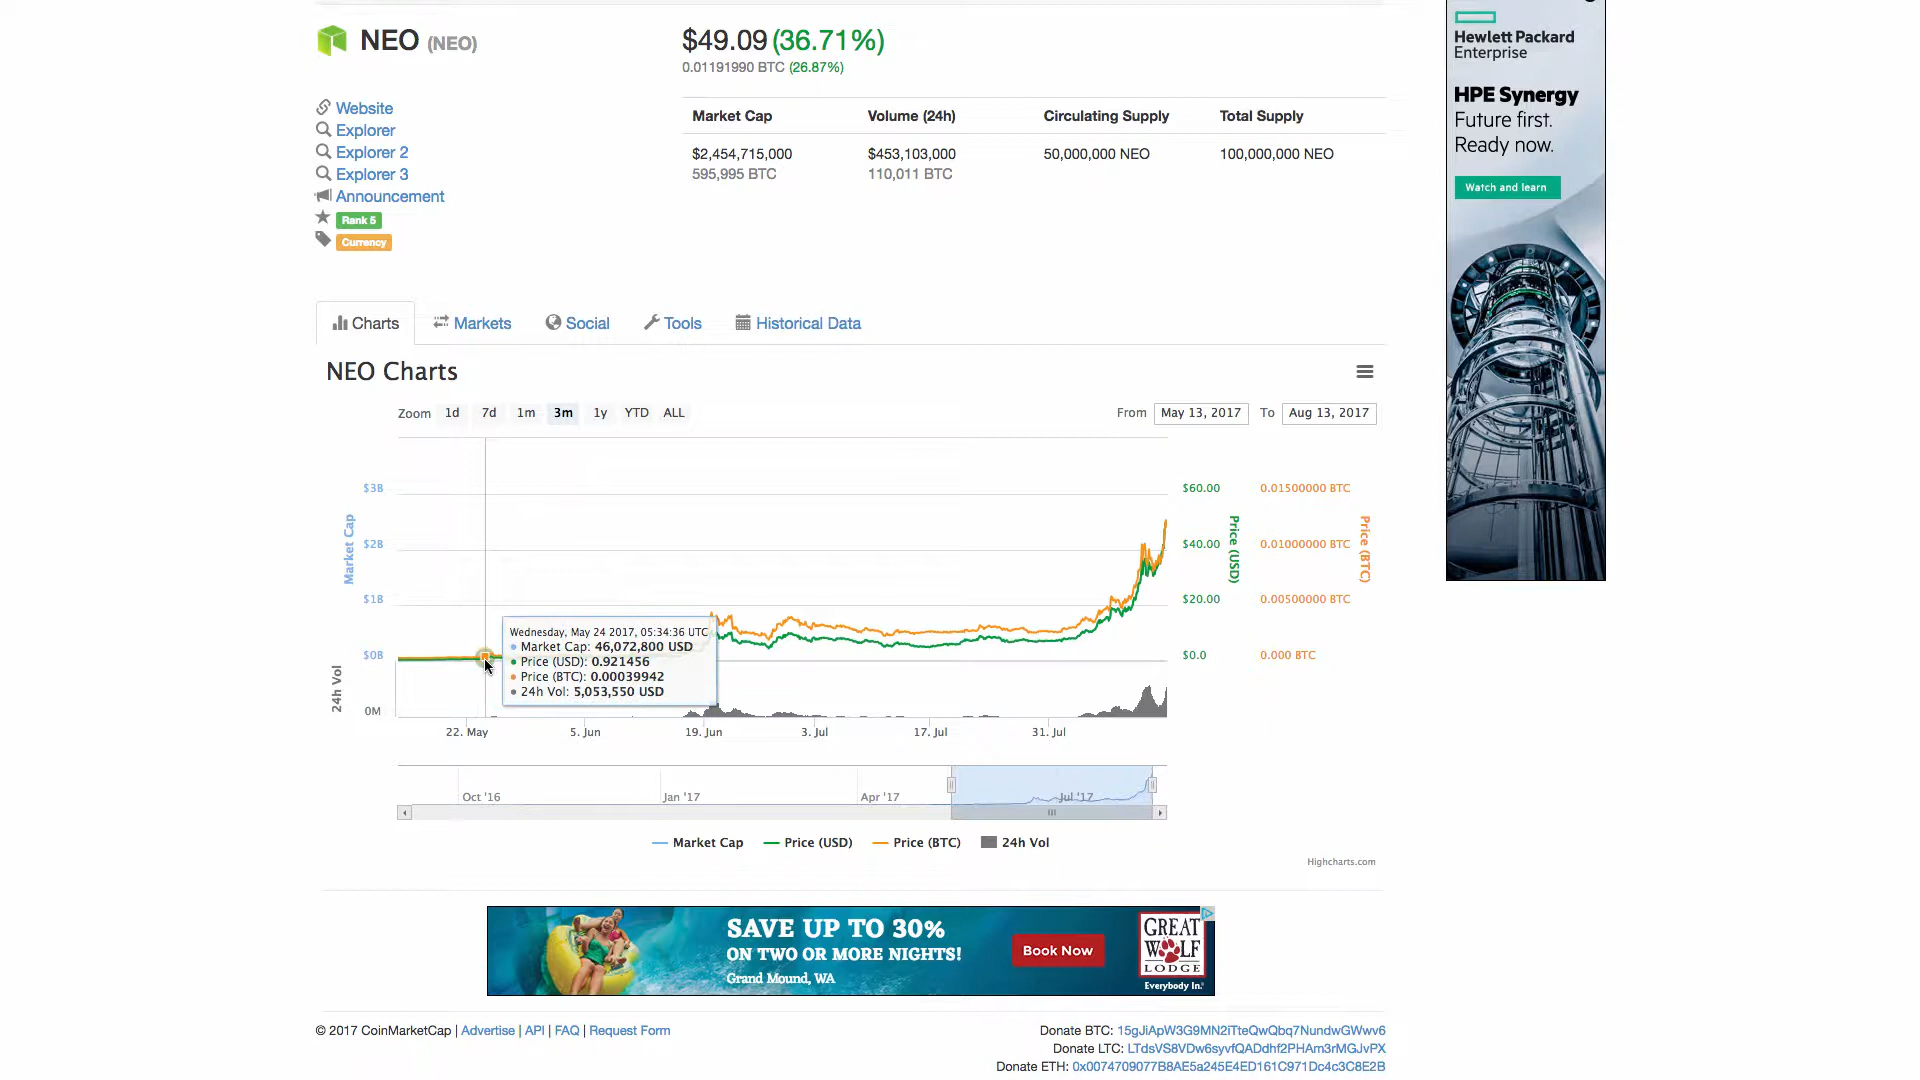 NEO (NEO)
$49.09 (36.71%)
0.01191990 BTC (26.87%)
Website
Explorer
Explorer 2
Explorer 3
Announcement
Rank 5
Currency
Market Cap Volume (24h) Circulating Supply Total Supply
$2,454,715,000 $453,103,000 50,000,000 NEO 100,000,000 NEO
595,995 BTC 110,011 BTC
Hewlett Packard
Enterprise
HPE Synergy
Future first.
Ready now.
Watch and learn
Charts Markets Social Tools Historical Data
NEO Charts
Zoom 1d 7d 1m 3m 1y YTD ALL
From May 13, 2017 To Aug 13, 2017
$3B
$2B
$1B
$0B
Market Cap
24h Vol
0M
$60.00
$40.00
$20.00
$0.0
Price (USD)
0.01500000 BTC
0.01000000 BTC
0.00500000 BTC
0.000 BTC
Price (BTC)
Wednesday, May 24 2017, 05:34:36 UTC
Market Cap: 46,072,800 USD
Price (USD): 0.921456
Price (BTC): 0.00039942
24h Vol: 5,053,550 USD
22. May 5. Jun 19. Jun 3. Jul 17. Jul 31. Jul
Oct '16 Jan '17 Apr '17 Jul '17
Market Cap Price (USD) Price (BTC) 24h Vol
Highcharts.com
SAVE UP TO 30%
ON TWO OR MORE NIGHTS!
Grand Mound, WA
Book Now
GREAT
WOLF
LODGE
Everybody In.
© 2017 CoinMarketCap | Advertise | API | FAQ | Request Form
Donate BTC: 15gJiApW3G9MN2iTteQwQbq7NundwGWwv6
Donate LTC: LTdsVS8VDw6syvfQADdhf2PHAm3rMGJvPX
Donate ETH: 0x0074709077B8AE5a245E4ED161C971Dc4c3C8E2B